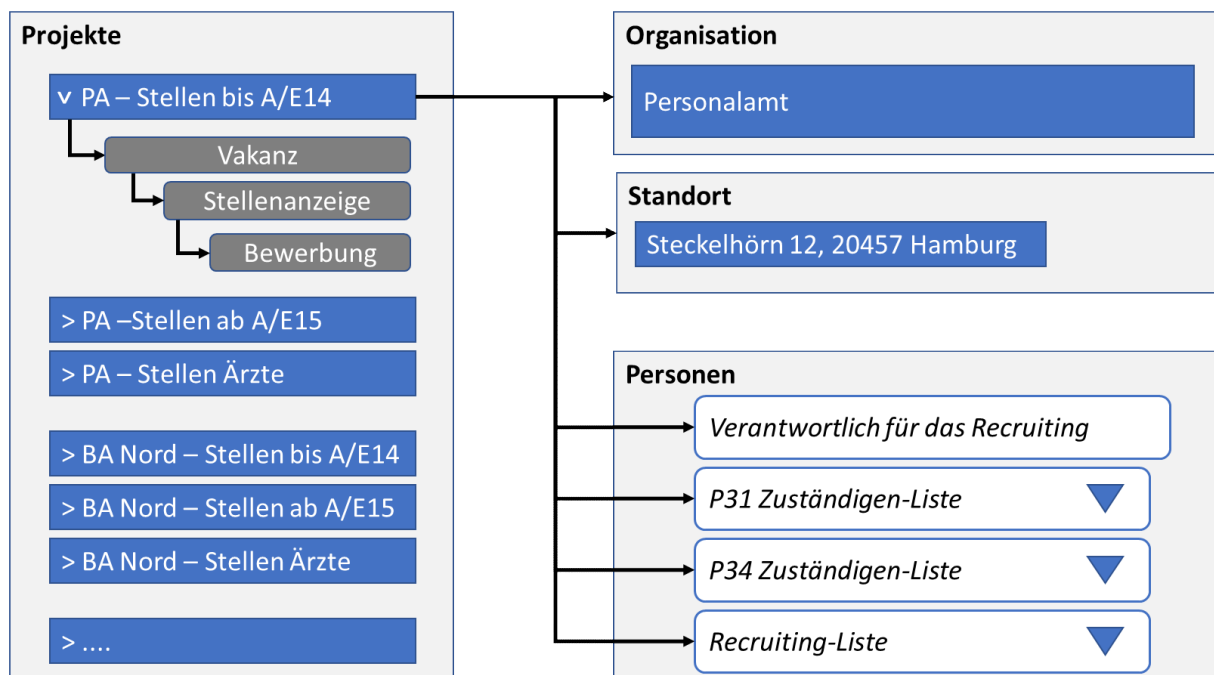 Projekte
v PA – Stellen bis A/E14
Vakanz
Stellenanzeige
Bewerbung
> PA –Stellen ab A/E15
> PA – Stellen Ärzte
> BA Nord – Stellen bis A/E14
> BA Nord – Stellen ab A/E15
> BA Nord – Stellen Ärzte
> ....
Organisation
Personalamt
Standort
Steckelhörn 12, 20457 Hamburg
Personen
Verantwortlich für das Recruiting
P31 Zuständigen-Liste
P34 Zuständigen-Liste
Recruiting-Liste